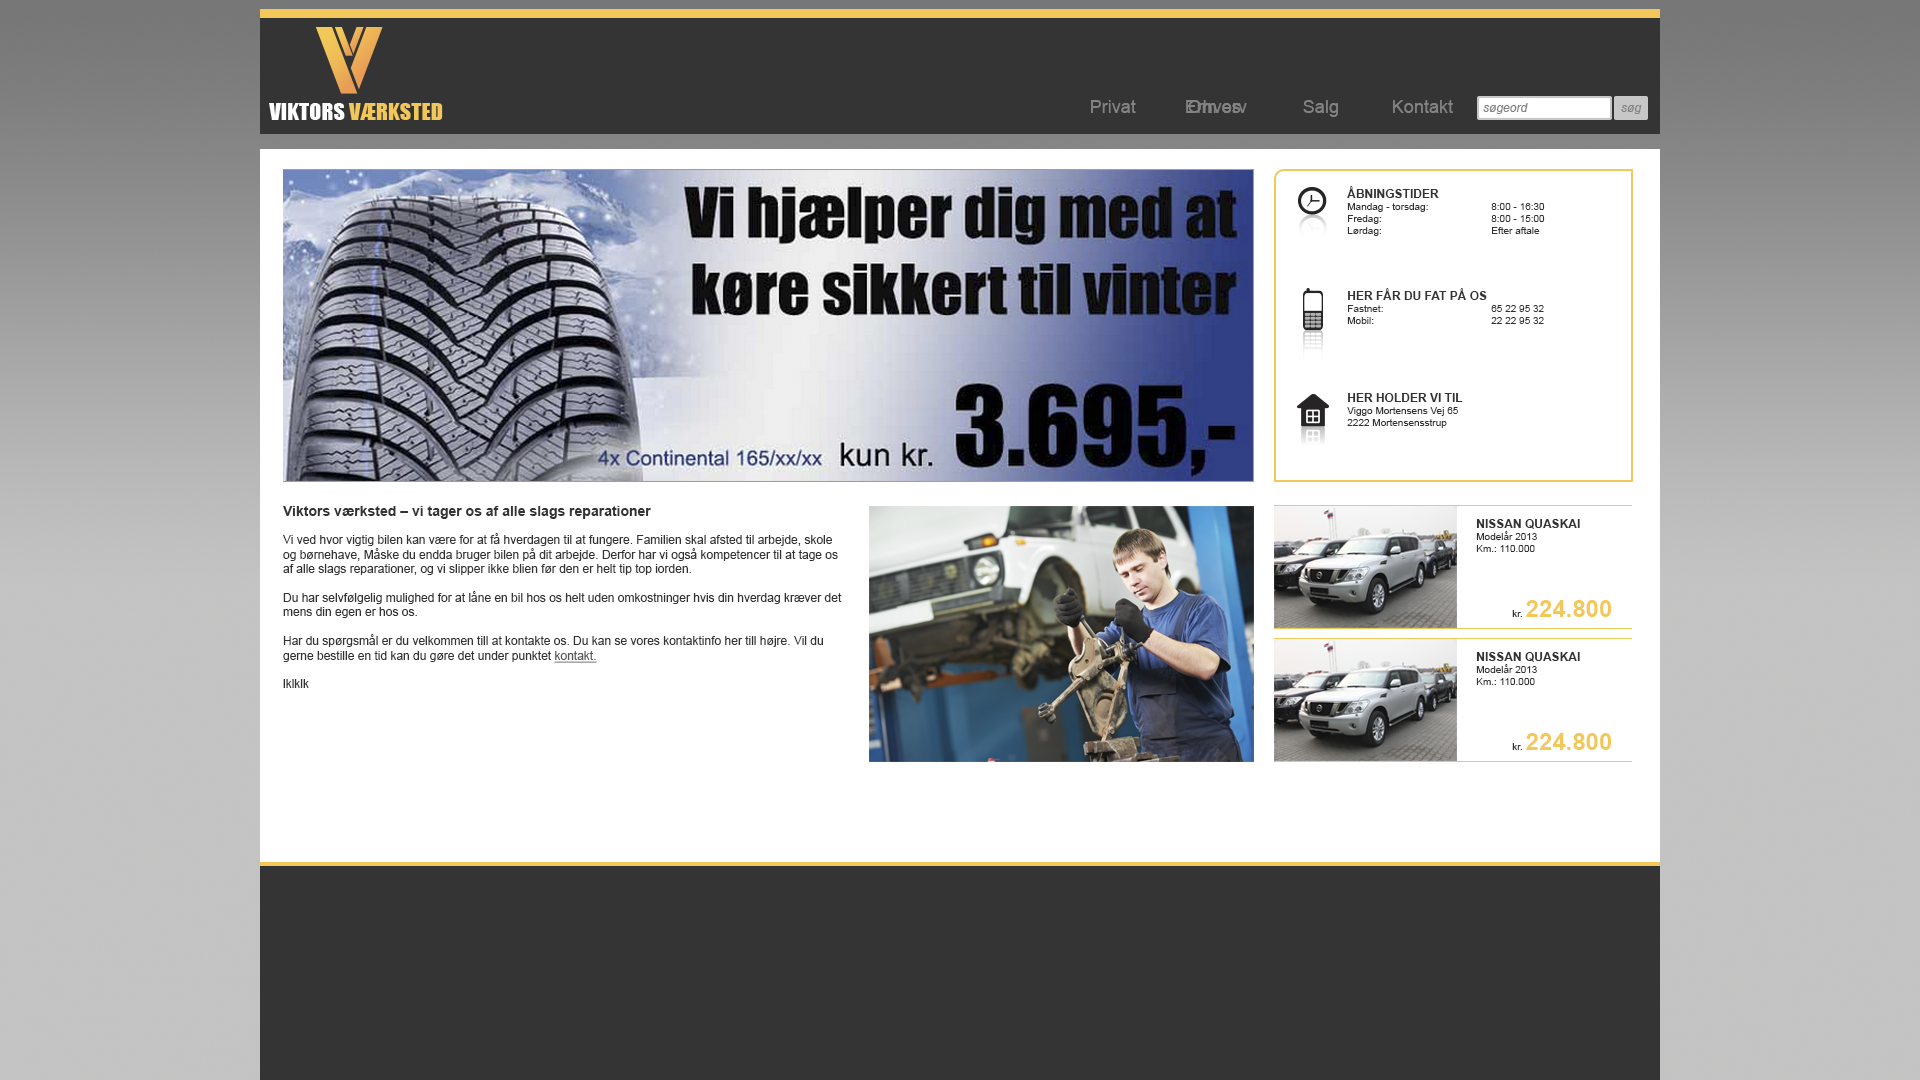 VIKTORS VÆRKSTED
Privat
Erhverv
Om os
Salg
Kontakt
søgeord
søg
Vi hjælper dig med at
køre sikkert til vinter
4x Continental 165/xx/xx kun kr. 3.695,-
ÅBNINGSTIDER
Mandag - torsdag: 8:00 - 16:30
Fredag: 8:00 - 15:00
Lørdag: Efter aftale
HER FÅR DU FAT PÅ OS
Fastnet: 65 22 95 32
Mobil: 22 22 95 32
HER HOLDER VI TIL
Viggo Mortensens Vej 65
2222 Mortensensstrup
Viktors værksted – vi tager os af alle slags reparationer
Vi ved hvor vigtig bilen kan være for at få hverdagen til at fungere. Familien skal afsted til arbejde, skole
og børnehave, Måske du endda bruger bilen på dit arbejde. Derfor har vi også kompetencer til at tage os
af alle slags reparationer, og vi slipper ikke blien før den er helt tip top iorden.
Du har selvfølgelig mulighed for at låne en bil hos os helt uden omkostninger hvis din hverdag kræver det
mens din egen er hos os.
Har du spørgsmål er du velkommen till at kontakte os. Du kan se vores kontaktinfo her till højre. Vil du
gerne bestille en tid kan du gøre det under punktet kontakt.
lklklk
NISSAN QUASKAI
Modelår 2013
Km.: 110.000
kr. 224.800
NISSAN QUASKAI
Modelår 2013
Km.: 110.000
kr. 224.800